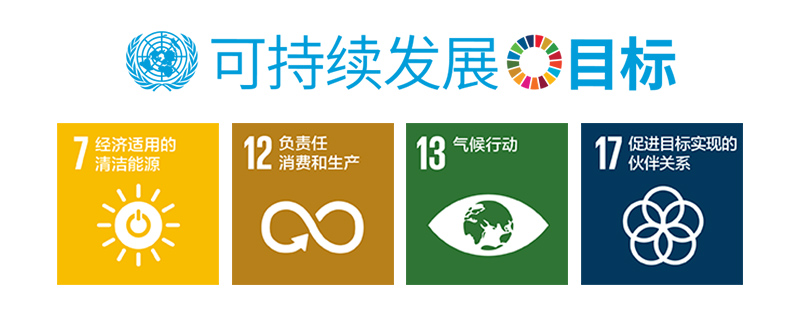 可持续发展目标
7 经济适用的
清洁能源
12 负责任
消费和生产
13 气候行动
17 促进目标实现的
伙伴关系